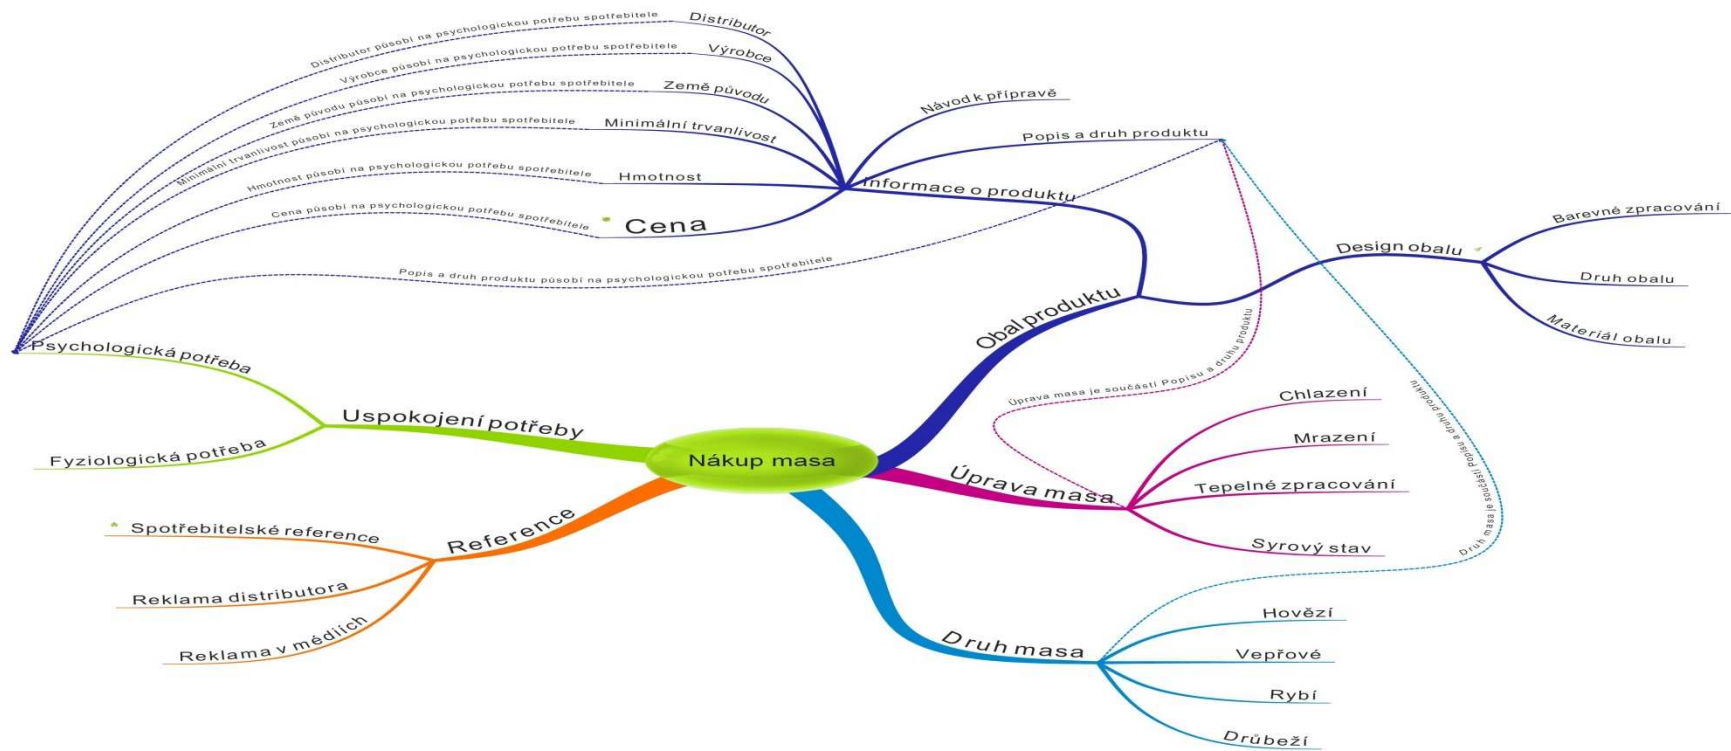 Distributor působí na psychologickou potřebu spotřebitele
Distributor
Výrobce působí na psychologickou potřebu spotřebitele
Výrobce
Země původu působí na psychologickou potřebu spotřebitele
Země původu
Minimální trvanlivost působí na psychologickou potřebu spotřebitele
Minimální trvanlivost
Hmotnost působí na psychologickou potřebu spotřebitele
Hmotnost
Cena působí na psychologickou potřebu spotřebitele
Cena
Popis a druh produktu působí na psychologickou potřebu spotřebitele
Návod k přípravě
Popis a druh produktu
Informace o produktu
Obal produktu
Design obalu
Barevné zpracování
Druh obalu
Materiál obalu
Psychologická potřeba
Fyziologická potřeba
Uspokojení potřeby
Nákup masa
Úprava masa je součástí Popisu a druhu produktu
Úprava masa
Chlazení
Mrazení
Tepelné zpracování
Syrový stav
Druh masa je součástí Popisu a druhu produktu
Spotřebitelské reference
Reklama distributora
Reklama v médiích
Reference
Druh masa
Hovězí
Vepřové
Rybí
Drůbeží